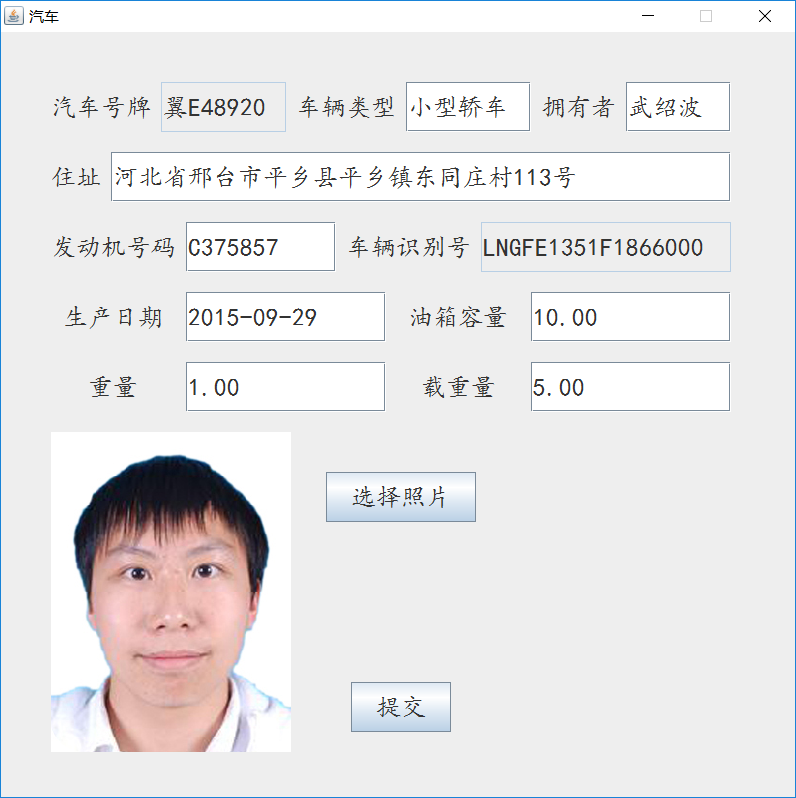 汽车
汽车号牌 翼E48920 车辆类型 小型轿车 拥有者 武绍波
住址 河北省邢台市平乡县平乡镇东同庄村113号
发动机号码 C375857 车辆识别号 LNGFE1351F1866000
生产日期 2015-09-29 油箱容量 10.00
重量 1.00 载重量 5.00
选择照片
提交